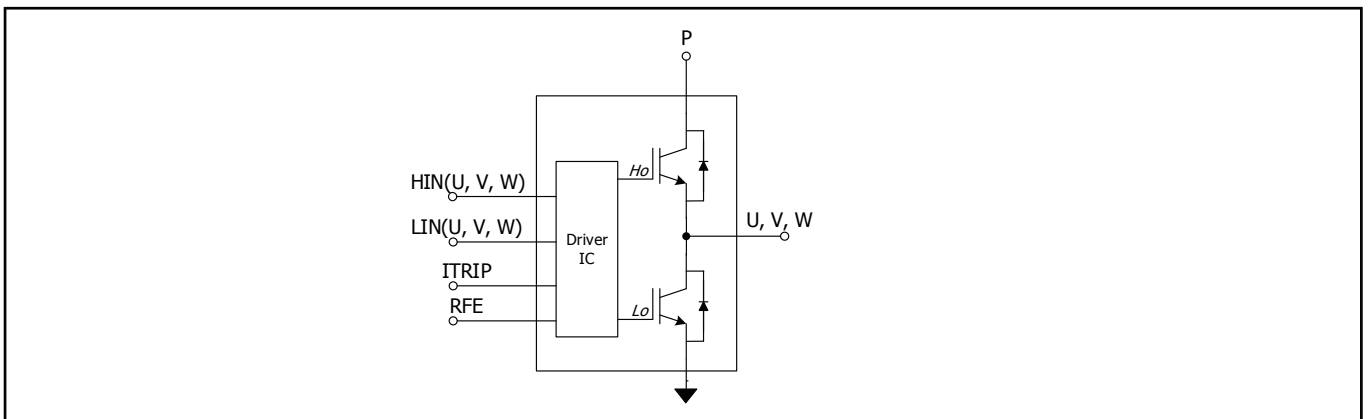 P
HIN(U, V, W)
Ho
LIN(U, V, W)
U, V, W
Driver
IC
ITRIP
RFE
Lo